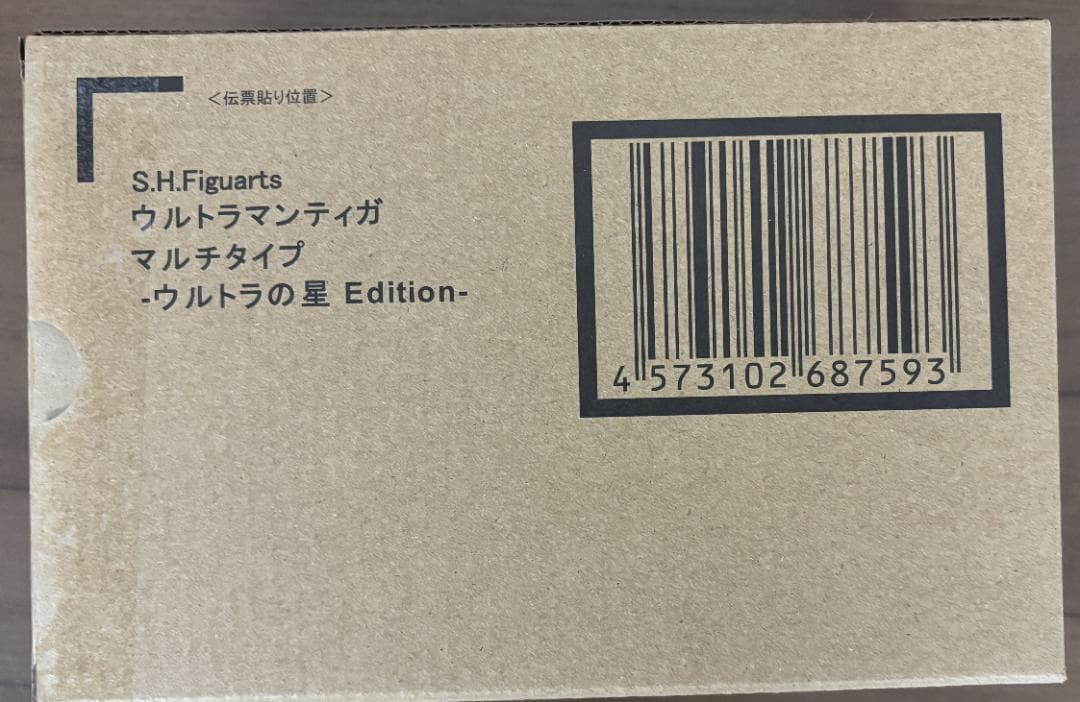 ＜伝票貼り位置＞
S.H.Figuarts
ウルトラマンティガ
マルチタイプ
-ウルトラの星 Edition-
4 573102 687593